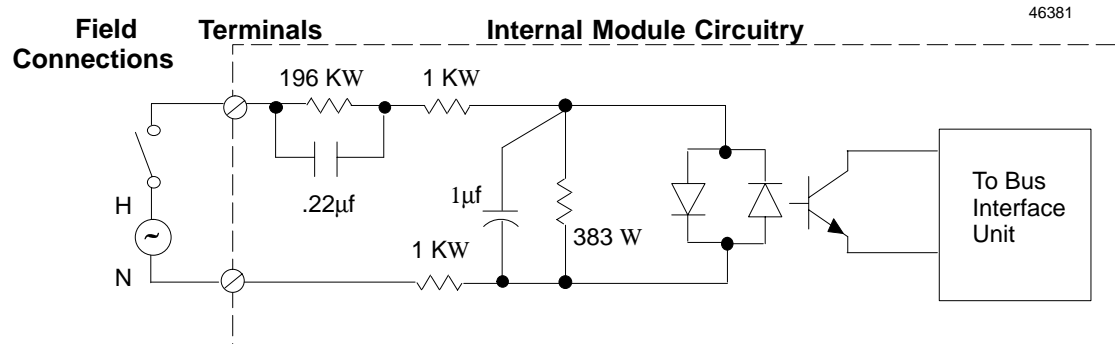 46381
Field Connections
Terminals
Internal Module Circuitry
196 KW
1 KW
.22µf
1µf
383 W
1 KW
H
~
N
To Bus
Interface
Unit